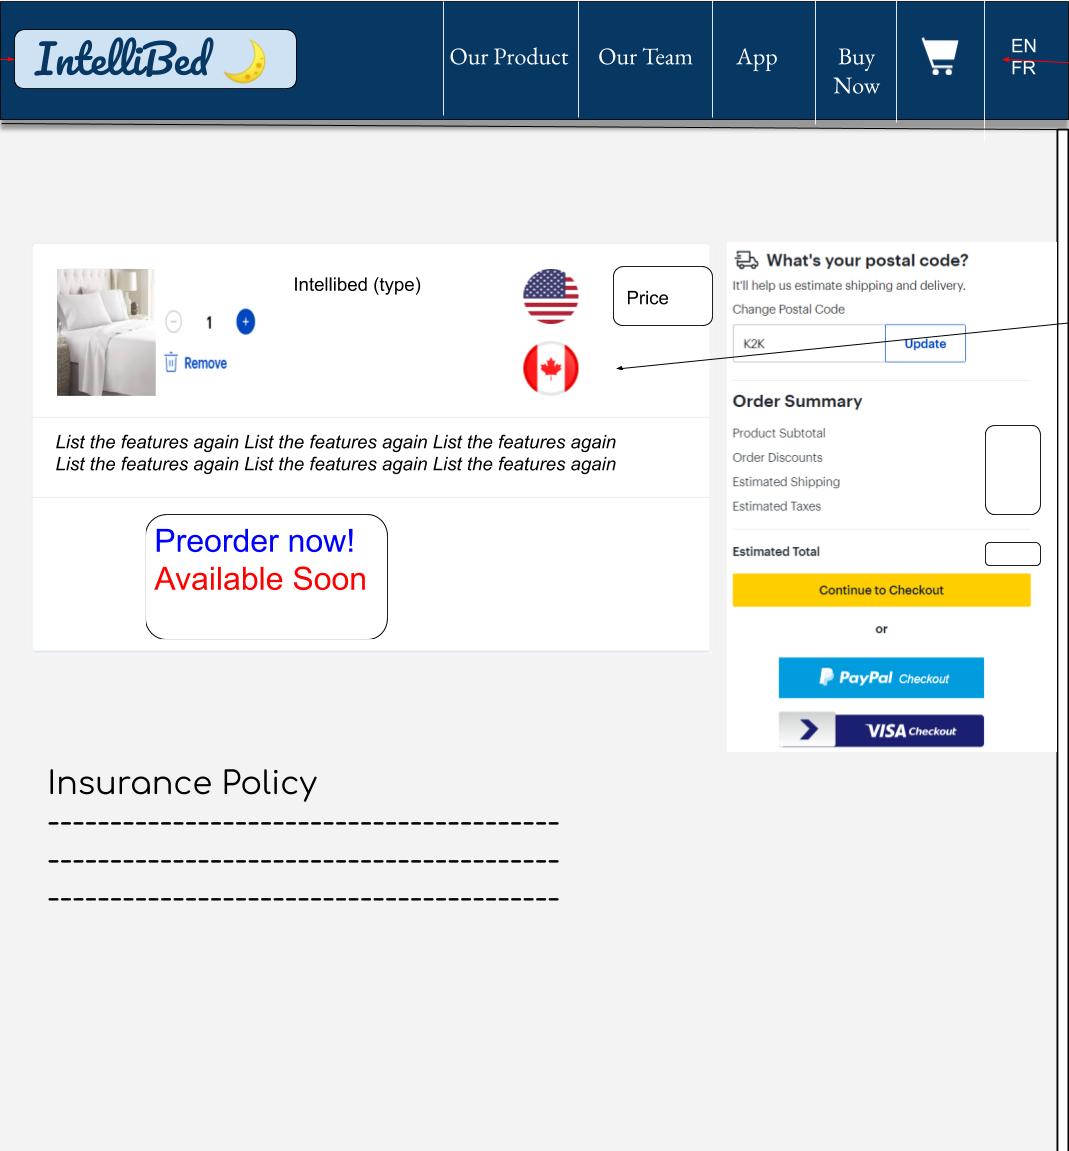 IntelliBed
Our Product
Our Team
App
Buy
Now
EN
FR
Intellibed (type)
Price
1
Remove
List the features again List the features again List the features again
List the features again List the features again List the features again
Preorder now!
Available Soon
What's your postal code?
It'll help us estimate shipping and delivery.
Change Postal Code
K2K
Update
Order Summary
Product Subtotal
Order Discounts
Estimated Shipping
Estimated Taxes
Estimated Total
Continue to Checkout
or
PayPal Checkout
VISA Checkout
Insurance Policy